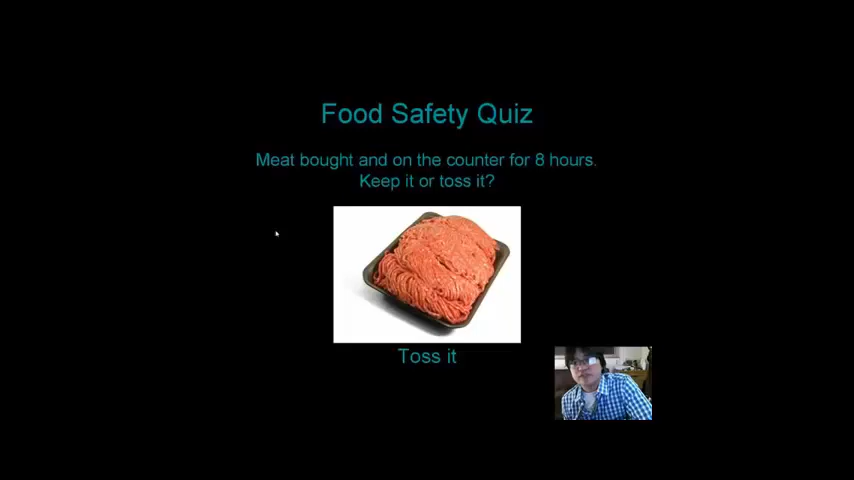 Food Safety Quiz
Meat bought and on the counter for 8 hours.
Keep it or toss it?
Toss it